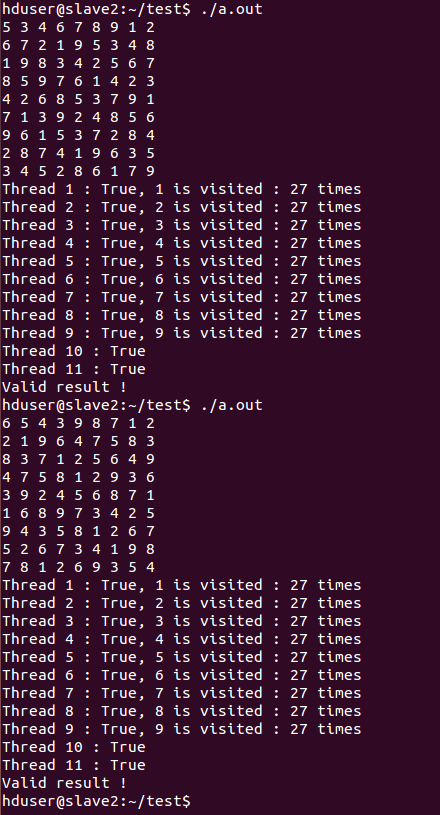 hduser@slave2:~/test$ ./a.out
5 3 4 6 7 8 9 1 2
6 7 2 1 9 5 3 4 8
1 9 8 3 4 2 5 6 7
8 5 9 7 6 1 4 2 3
4 2 6 8 5 3 7 9 1
7 1 3 9 2 4 8 5 6
9 6 1 5 3 7 2 8 4
2 8 7 4 1 9 6 3 5
3 4 5 2 8 6 1 7 9
Thread 1 : True, 1 is visited : 27 times
Thread 2 : True, 2 is visited : 27 times
Thread 3 : True, 3 is visited : 27 times
Thread 4 : True, 4 is visited : 27 times
Thread 5 : True, 5 is visited : 27 times
Thread 6 : True, 6 is visited : 27 times
Thread 7 : True, 7 is visited : 27 times
Thread 8 : True, 8 is visited : 27 times
Thread 9 : True, 9 is visited : 27 times
Thread 10 : True
Thread 11 : True
Valid result !
hduser@slave2:~/test$ ./a.out
6 5 4 3 9 8 7 1 2
2 1 9 6 4 7 5 8 3
8 3 7 1 2 5 6 4 9
4 7 5 8 1 2 9 3 6
3 9 2 4 5 6 8 7 1
1 6 8 9 7 3 4 2 5
9 4 3 5 8 1 2 6 7
5 2 6 7 3 4 1 9 8
7 8 1 2 6 9 3 5 4
Thread 1 : True, 1 is visited : 27 times
Thread 2 : True, 2 is visited : 27 times
Thread 3 : True, 3 is visited : 27 times
Thread 4 : True, 4 is visited : 27 times
Thread 5 : True, 5 is visited : 27 times
Thread 6 : True, 6 is visited : 27 times
Thread 7 : True, 7 is visited : 27 times
Thread 8 : True, 8 is visited : 27 times
Thread 9 : True, 9 is visited : 27 times
Thread 10 : True
Thread 11 : True
Valid result !
hduser@slave2:~/test$